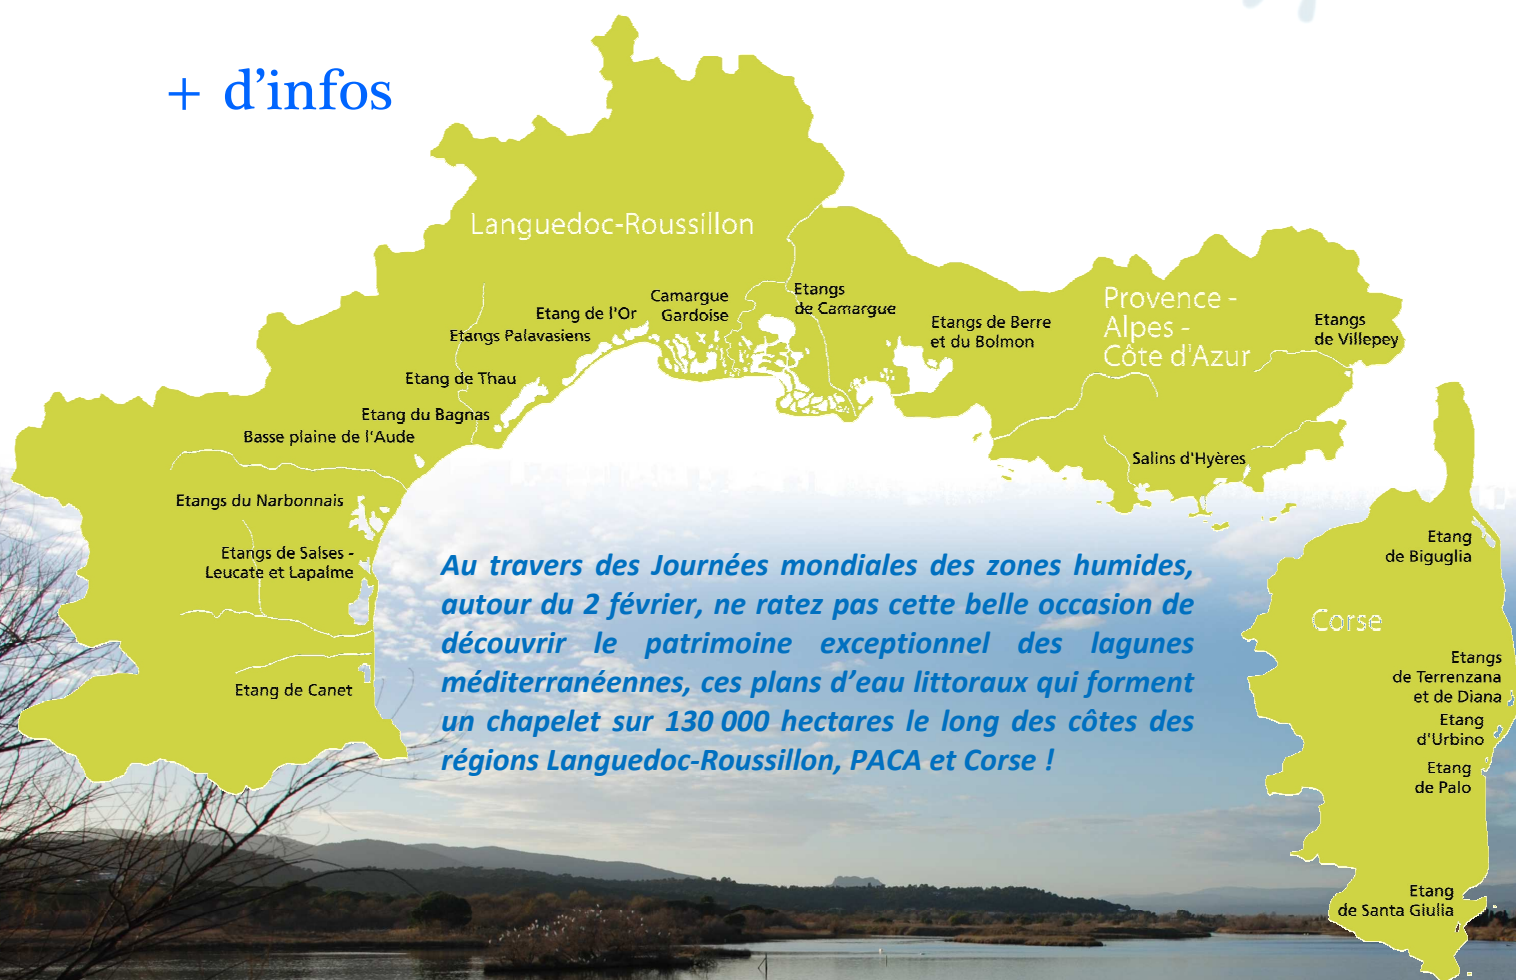 + d’infos
Languedoc-Roussillon
Camargue
Gardoise
Etang de l'Or
Etangs Palavasiens
Etang de Thau
Etang du Bagnas
Basse plaine de l'Aude
Etangs du Narbonnais
Etangs de Salses -
Leucate et Lapalme
Etang de Canet
Etangs
de Camargue
Etangs de Berre
et du Bolmon
Provence -
Alpes -
Côte d'Azur
Etangs
de Villepey
Salins d'Hyères
Au travers des Journées mondiales des zones humides,
autour du 2 février, ne ratez pas cette belle occasion de
découvrir le patrimoine exceptionnel des lagunes
méditerranéennes, ces plans d’eau littoraux qui forment
un chapelet sur 130 000 hectares le long des côtes des
régions Languedoc-Roussillon, PACA et Corse !
Etang
de Biguglia
Corse
Etangs
de Terrenzana
et de Diana
Etang
d'Urbino
Etang
de Palo
Etang
de Santa Giulia